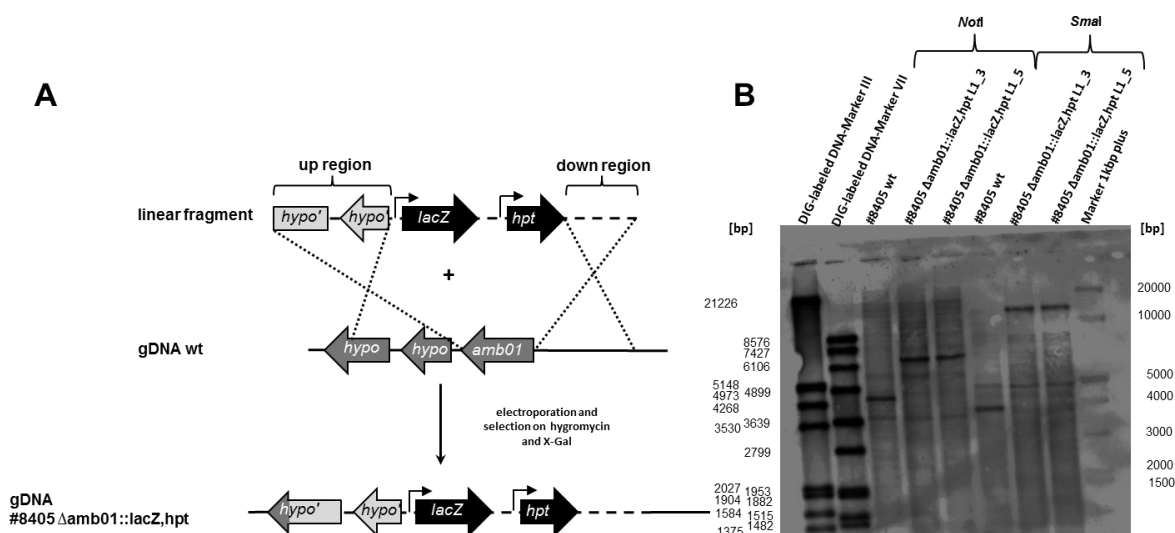 A
up region
down region
linear fragment
hypo'
hypo
lacZ
hpt
+
gDNA wt
hypo
hypo
amb01
electroporation and
selection on hygromycin
and X-Gal
gDNA
#8405 Δamb01::lacZ,hpt
hypo'
hypo
lacZ
hpt
B
NotI
SmaI
DIG-labeled DNA-Marker III
DIG-labeled DNA-Marker VII
#8405 wt
#8405 Δamb01::lacZ,hpt L1_3
#8405 Δamb01::lacZ,hpt L1_5
#8405 wt
#8405 Δamb01::lacZ,hpt L1_3
#8405 Δamb01::lacZ,hpt L1_5
Marker 1kbp plus
[bp]
[bp]
21226
5148
4973
4268
3530
2027
1904
1584
1375
8576
7427
6106
4899
3639
2799
1953
1882
1515
1482
20000
10000
5000
4000
3000
2000
1500